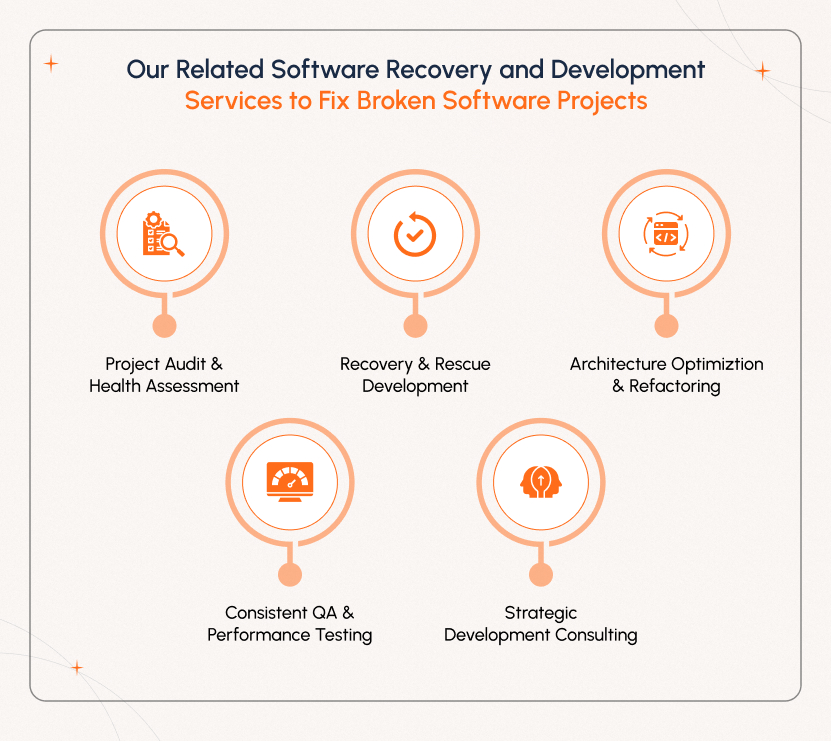 Our Related Software Recovery and Development
Services to Fix Broken Software Projects
Project Audit &
Health Assessment
Recovery & Rescue
Development
Architecture Optimiztion
& Refactoring
Consistent QA &
Performance Testing
Strategic
Development Consulting